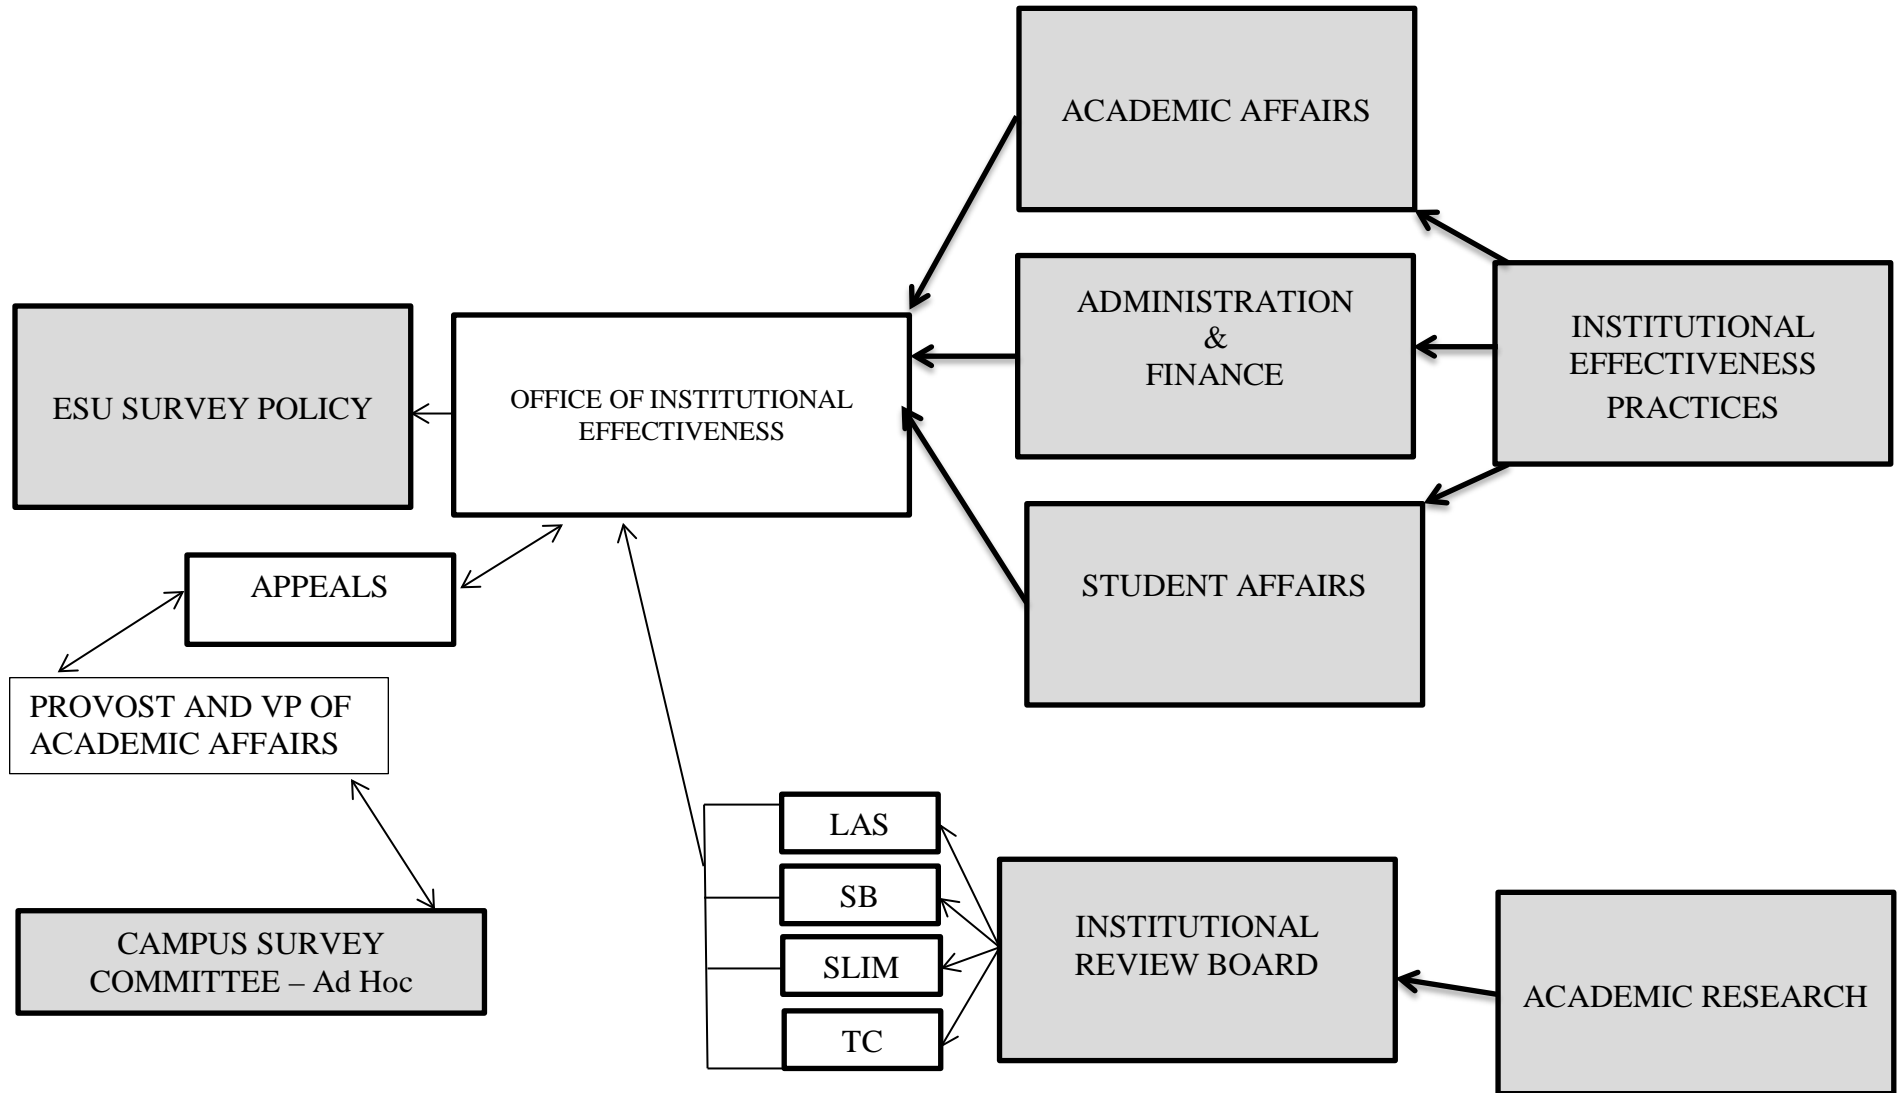 ACADEMIC AFFAIRS
ADMINISTRATION
&
FINANCE
INSTITUTIONAL
EFFECTIVENESS
PRACTICES
ESU SURVEY POLICY
OFFICE OF INSTITUTIONAL
EFFECTIVENESS
STUDENT AFFAIRS
APPEALS
PROVOST AND VP OF
ACADEMIC AFFAIRS
LAS
SB
SLIM
TC
INSTITUTIONAL
REVIEW BOARD
ACADEMIC RESEARCH
CAMPUS SURVEY
COMMITTEE – Ad Hoc